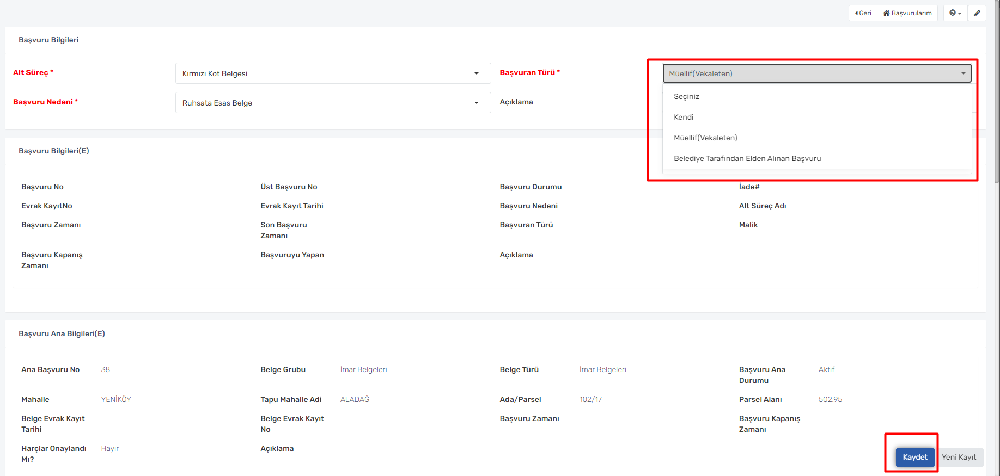 Geri
Başvurularım
Başvuru Bilgileri
Alt Süreç *
Kırmızı Kot Belgesi
Başvuran Türü *
Müellif(Vekaleten)
Seçiniz
Kendi
Müellif(Vekaleten)
Belediye Tarafından Elden Alınan Başvuru
Başvuru Nedeni *
Ruhsata Esas Belge
Açıklama
Başvuru Bilgileri(E)
Başvuru No
Üst Başvuru No
Başvuru Durumu
İade#
Evrak KayıtNo
Evrak Kayıt Tarihi
Başvuru Nedeni
Alt Süreç Adı
Başvuru Zamanı
Son Başvuru
Zamanı
Başvuran Türü
Malik
Başvuru Kapanış
Zamanı
Başvuruyu Yapan
Açıklama
Başvuru Ana Bilgileri(E)
Ana Başvuru No
38
Belge Grubu
İmar Belgeleri
Belge Türü
İmar Belgeleri
Başvuru Ana
Durumu
Aktif
Mahalle
YENİKÖY
Tapu Mahalle Adi
ALADAĞ
Ada/Parsel
102/17
Parsel Alanı
502.95
Belge Evrak Kayıt
Tarihi
Belge Evrak Kayıt
No
Başvuru Zamanı
Başvuru Kapanış
Zamanı
Harçlar Onaylandı
Mı?
Hayır
Açıklama
Kaydet
Yeni Kayıt